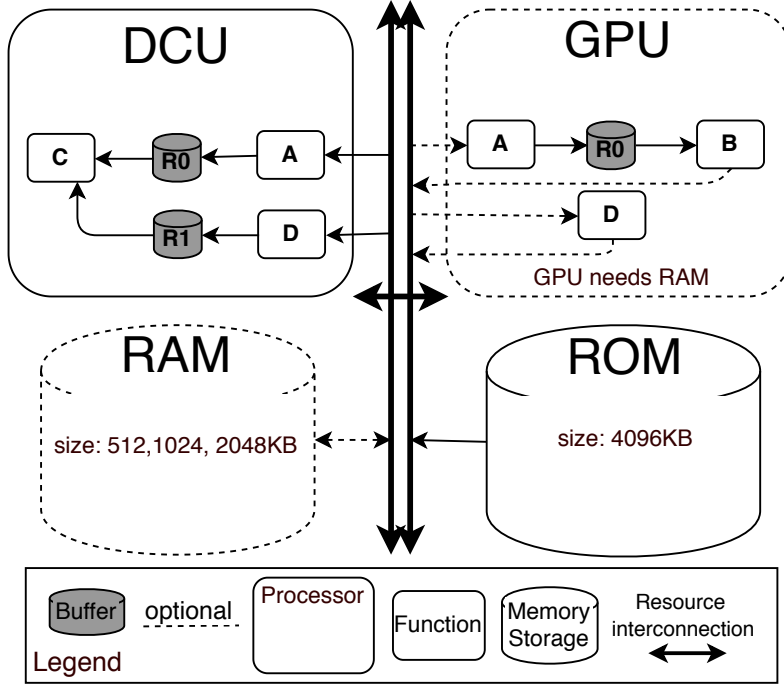 DCU
GPU
C
R0
A
A
R0
B
R1
D
D
GPU needs RAM
RAM
ROM
size: 512,1024, 2048KB
size: 4096KB
Buffer
optional
Processor
Function
Memory
Storage
Resource
interconnection
Legend